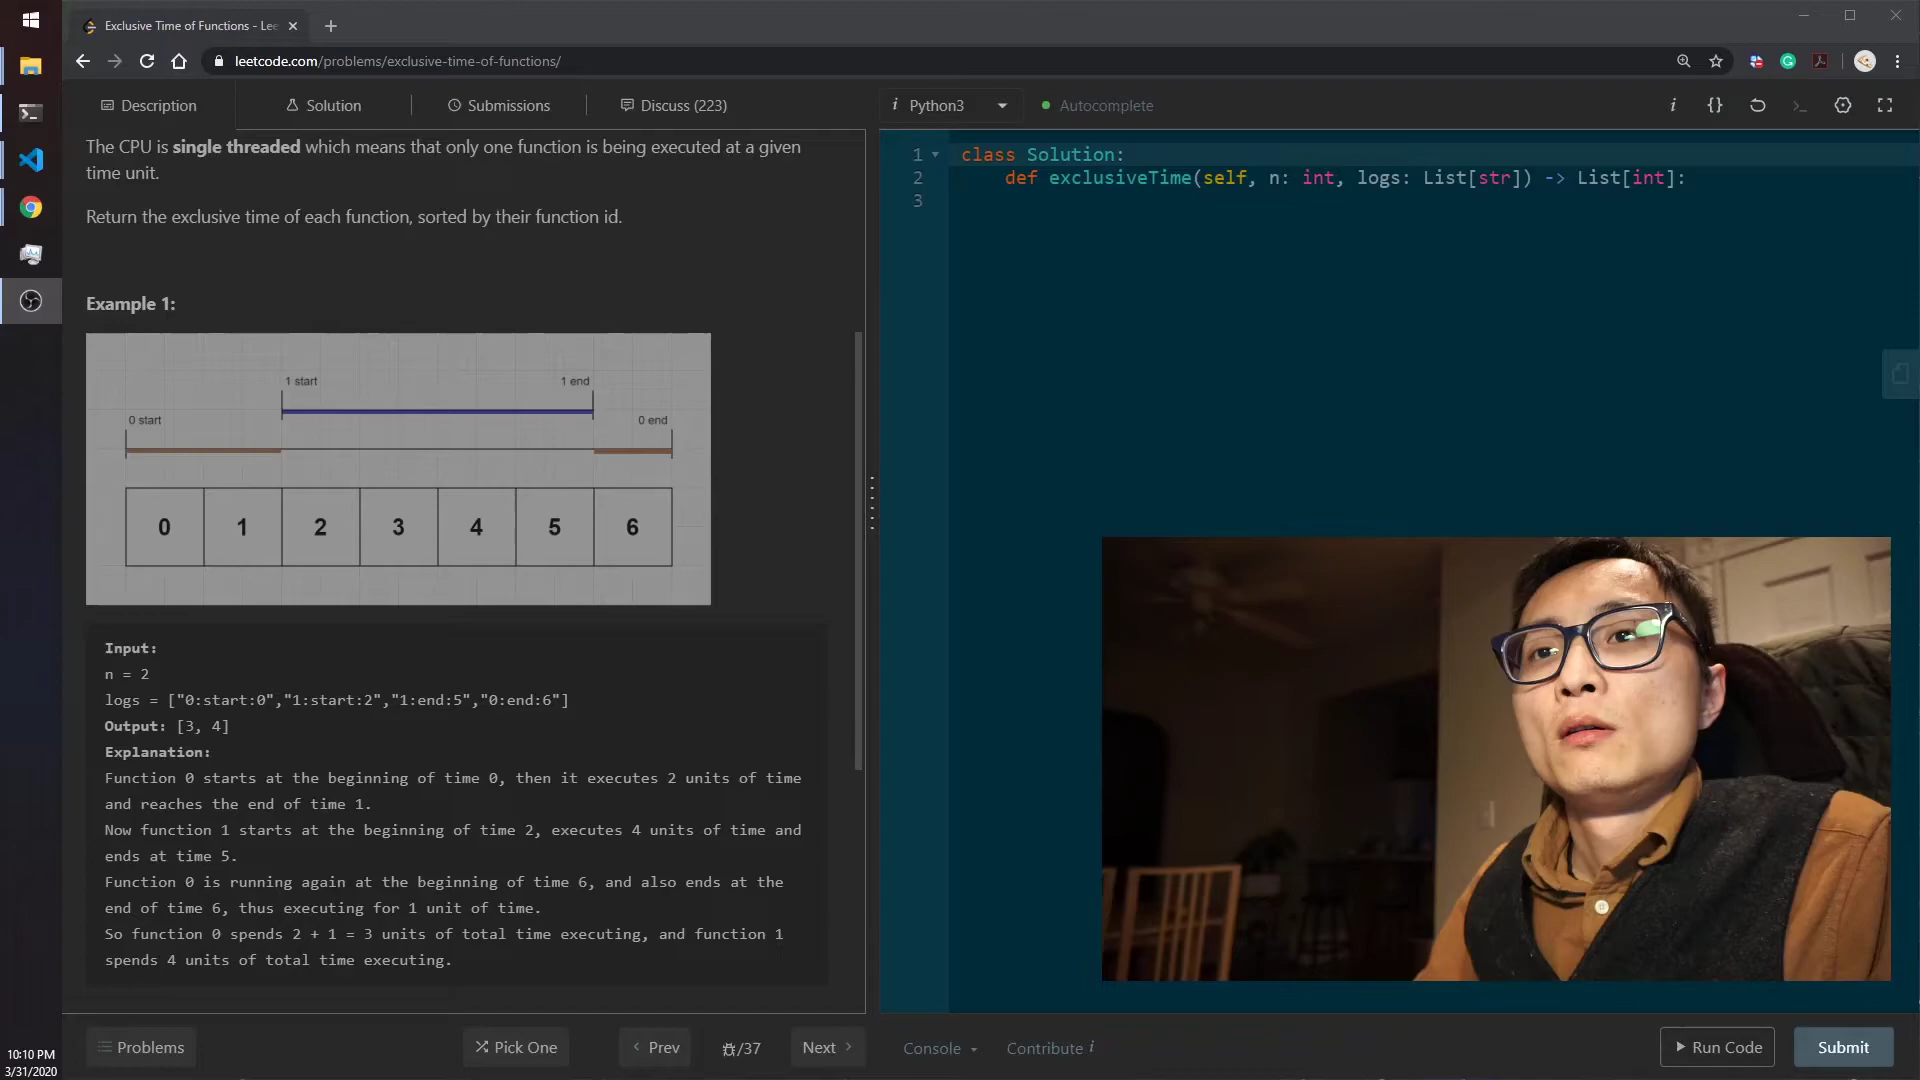 Exclusive Time of Functions - Lee
leetcode.com/problems/exclusive-time-of-functions/
Description
Solution
Submissions
Discuss (223)
i Python3
Autocomplete
The CPU is single threaded which means that only one function is being executed at a given
time unit.
Return the exclusive time of each function, sorted by their function id.
Example 1:
1 start
1 end
0 start
0 end
0 1 2 3 4 5 6
Input:
n = 2
logs = ["0:start:0","1:start:2","1:end:5","0:end:6"]
Output: [3, 4]
Explanation:
Function 0 starts at the beginning of time 0, then it executes 2 units of time
and reaches the end of time 1.
Now function 1 starts at the beginning of time 2, executes 4 units of time and
ends at time 5.
Function 0 is running again at the beginning of time 6, and also ends at the
end of time 6, thus executing for 1 unit of time.
So function 0 spends 2 + 1 = 3 units of total time executing, and function 1
spends 4 units of total time executing.
1 class Solution:
2 def exclusiveTime(self, n: int, logs: List[str]) -> List[int]:
3
Problems
Pick One
Prev
/37
Next
Console
Contribute i
Run Code
Submit
10:10 PM
3/31/2020